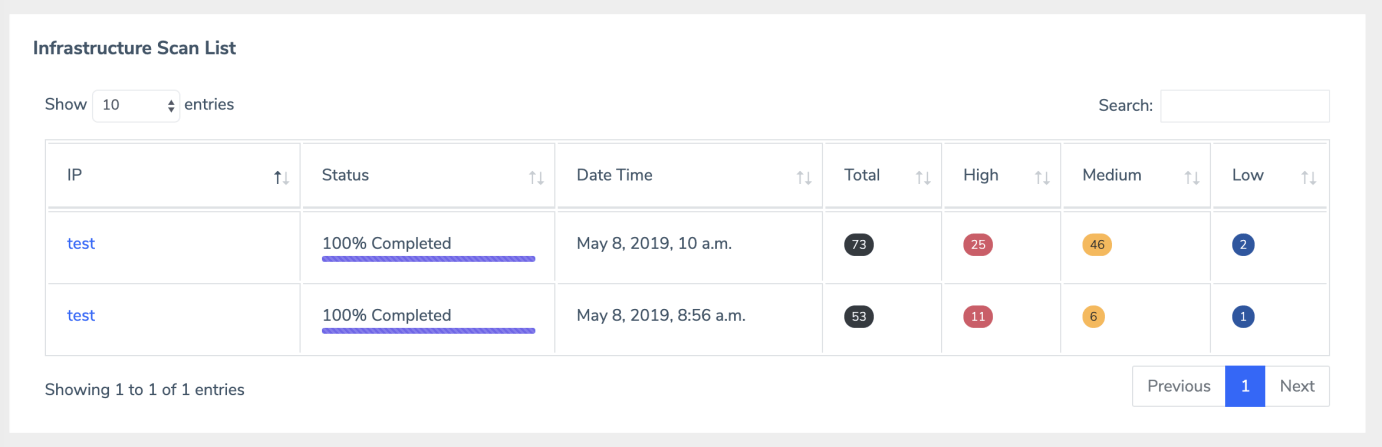 Infrastructure Scan List
Show 10 entries Search:
IP Status Date Time Total High Medium Low
test 100% Completed May 8, 2019, 10 a.m. 73 25 46 2
test 100% Completed May 8, 2019, 8:56 a.m. 53 11 6 1
Showing 1 to 1 of 1 entries Previous 1 Next